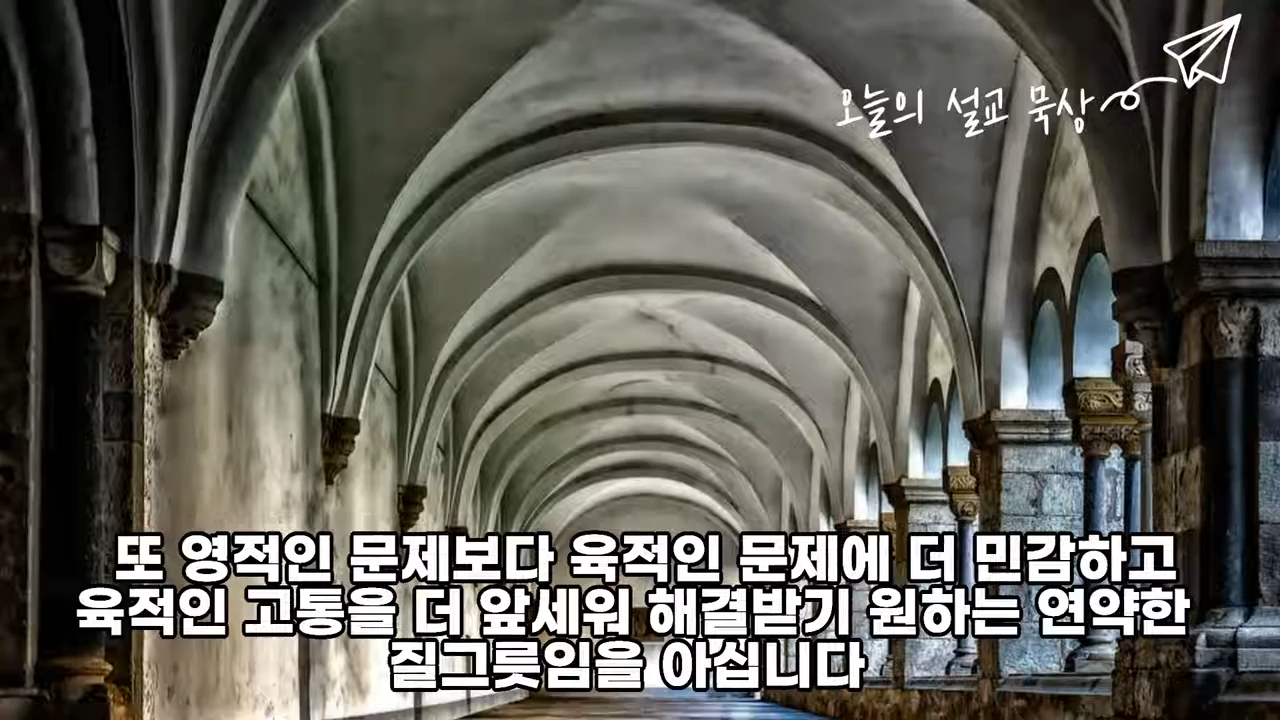 오늘의 설교 묵상
또 영적인 문제보다 육적인 문제에 더 민감하고
육적인 고통을 더 앞세워 해결받기 원하는 연약한
질그릇임을 아십니다